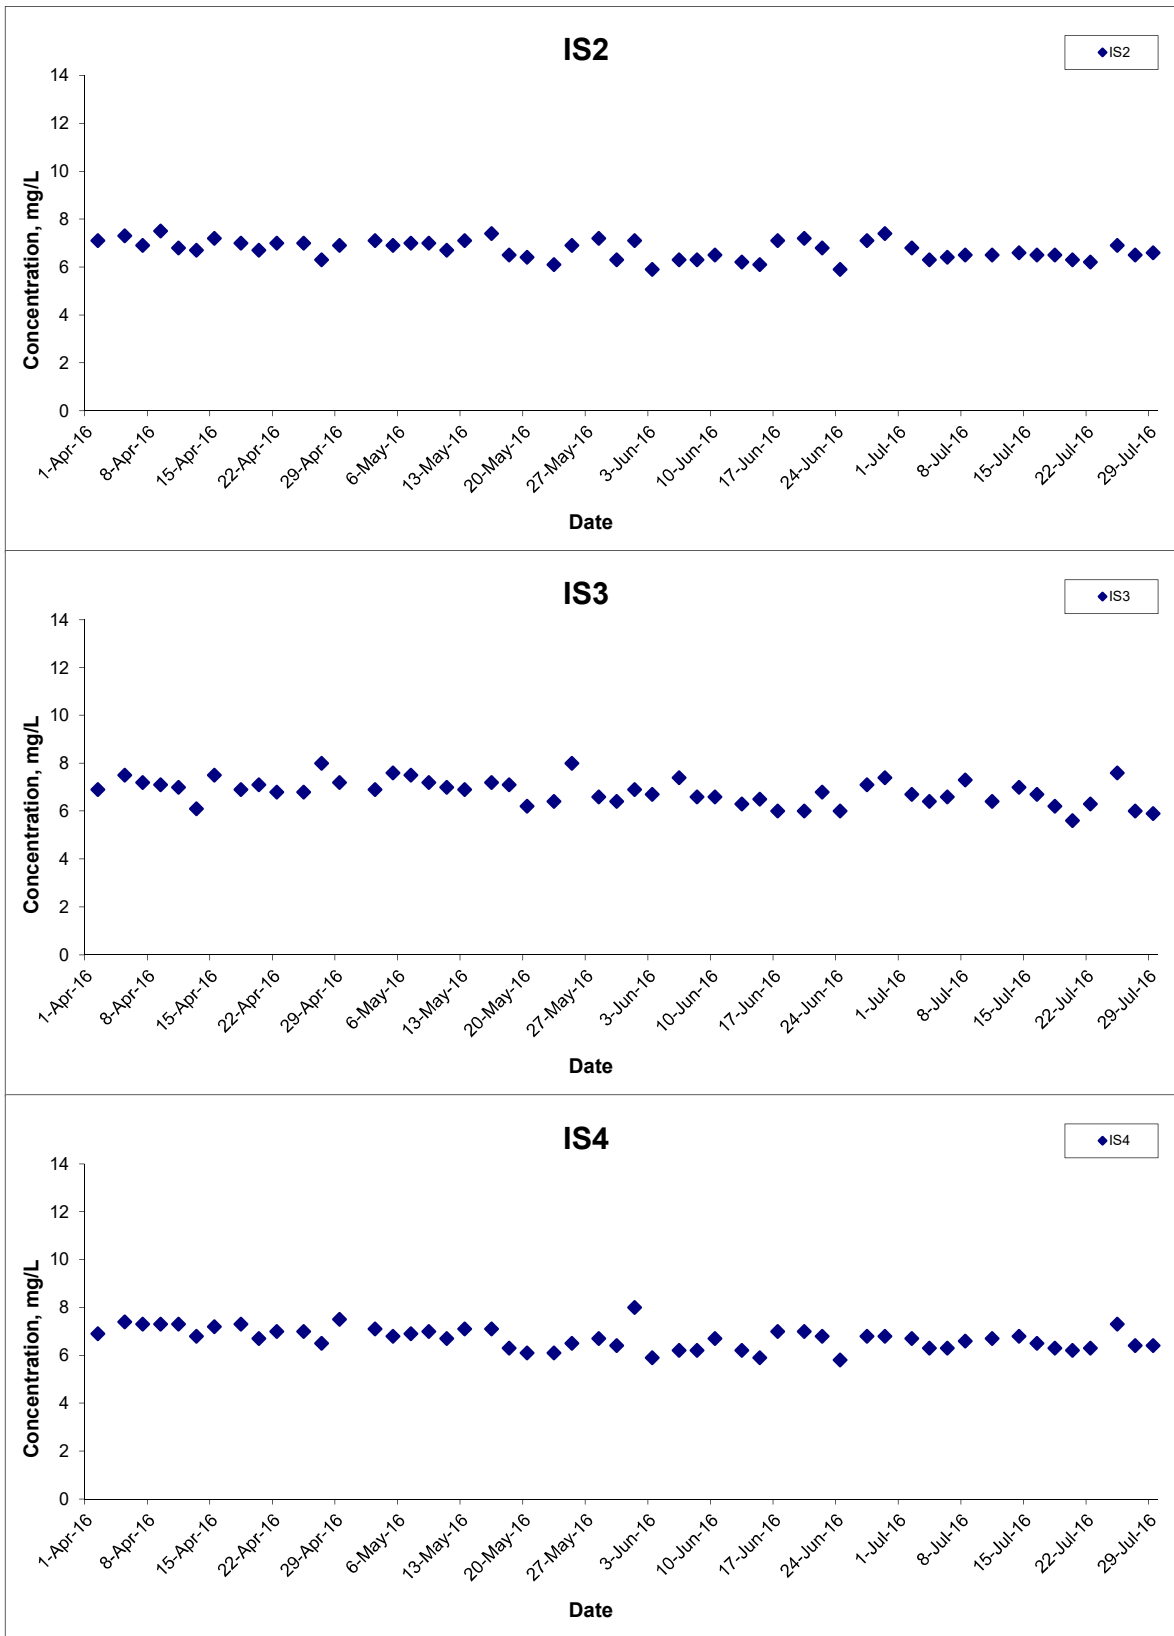 IS2
IS2
14
12
10
8
6
4
2
0
Concentration, mg/L
1-Apr-16
8-Apr-16
15-Apr-16
22-Apr-16
29-Apr-16
6-May-16
13-May-16
20-May-16
27-May-16
3-Jun-16
10-Jun-16
17-Jun-16
24-Jun-16
1-Jul-16
8-Jul-16
15-Jul-16
22-Jul-16
29-Jul-16
Date
IS3
IS3
14
12
10
8
6
4
2
0
Concentration, mg/L
1-Apr-16
8-Apr-16
15-Apr-16
22-Apr-16
29-Apr-16
6-May-16
13-May-16
20-May-16
27-May-16
3-Jun-16
10-Jun-16
17-Jun-16
24-Jun-16
1-Jul-16
8-Jul-16
15-Jul-16
22-Jul-16
29-Jul-16
Date
IS4
IS4
14
12
10
8
6
4
2
0
Concentration, mg/L
1-Apr-16
8-Apr-16
15-Apr-16
22-Apr-16
29-Apr-16
6-May-16
13-May-16
20-May-16
27-May-16
3-Jun-16
10-Jun-16
17-Jun-16
24-Jun-16
1-Jul-16
8-Jul-16
15-Jul-16
22-Jul-16
29-Jul-16
Date